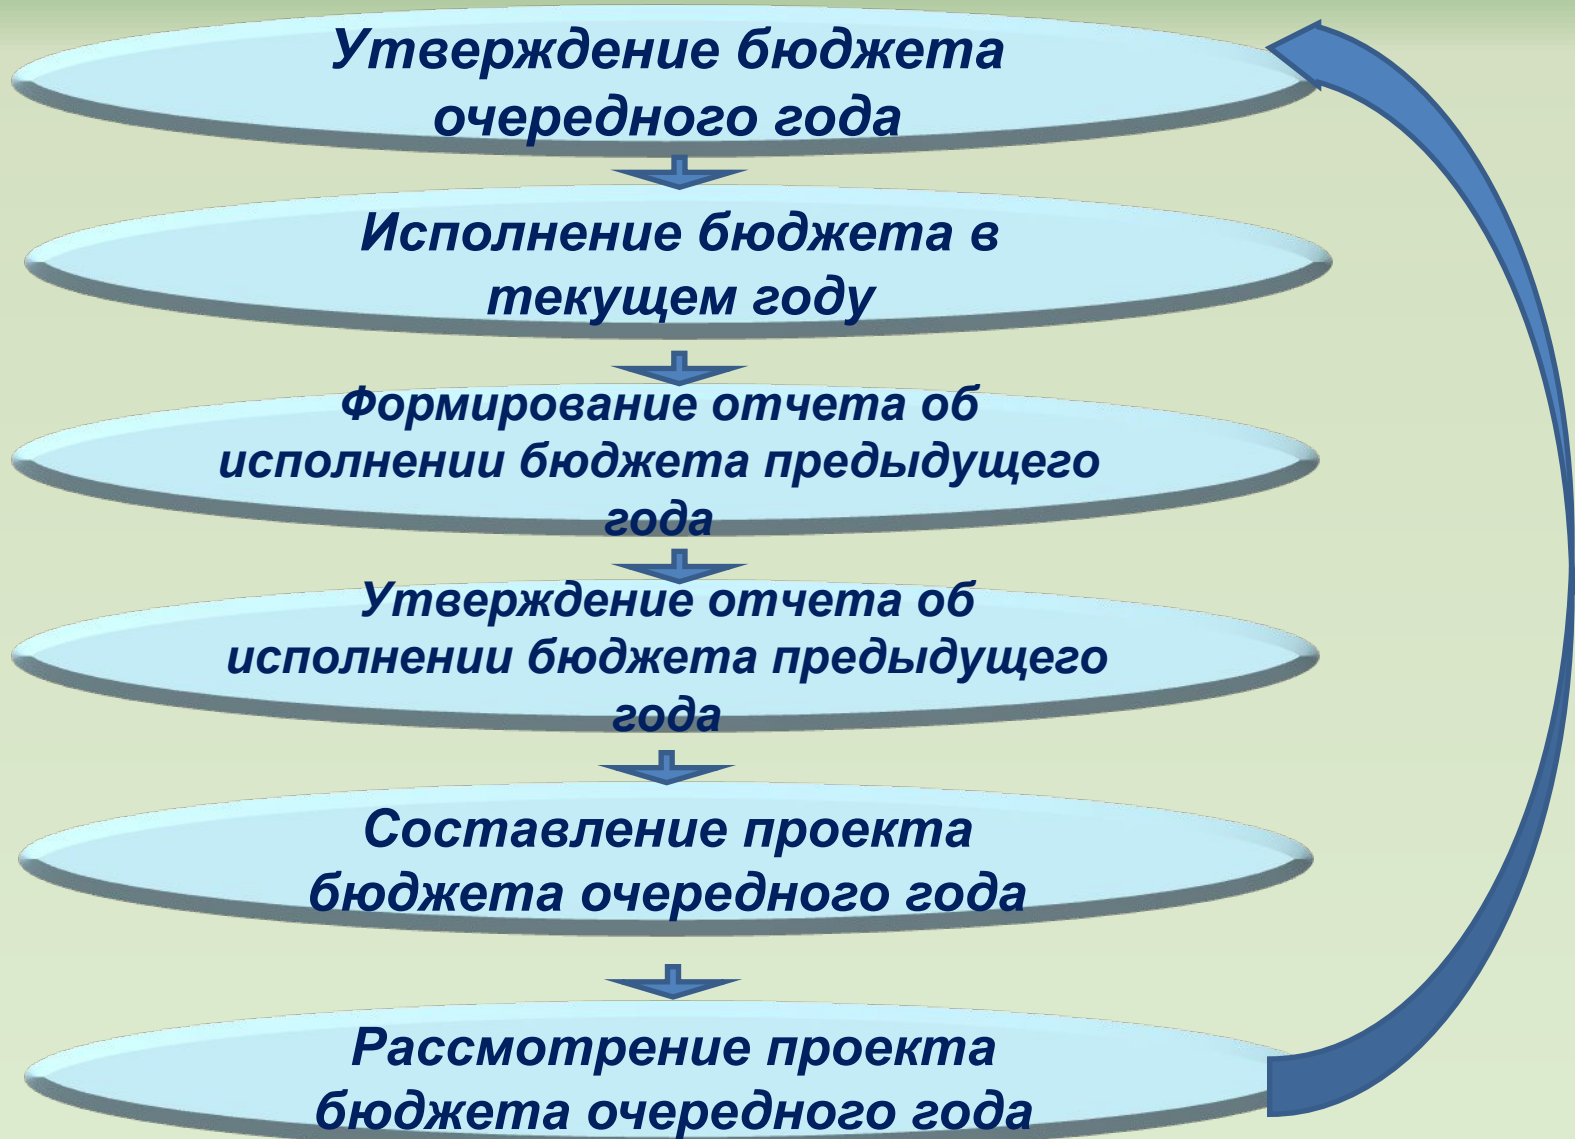 Утверждение бюджета
очередного года
Исполнение бюджета в
текущем году
Формирование отчета об
исполнении бюджета предыдущего
года
Утверждение отчета об
исполнении бюджета предыдущего
года
Составление проекта
бюджета очередного года
Рассмотрение проекта
бюджета очередного года